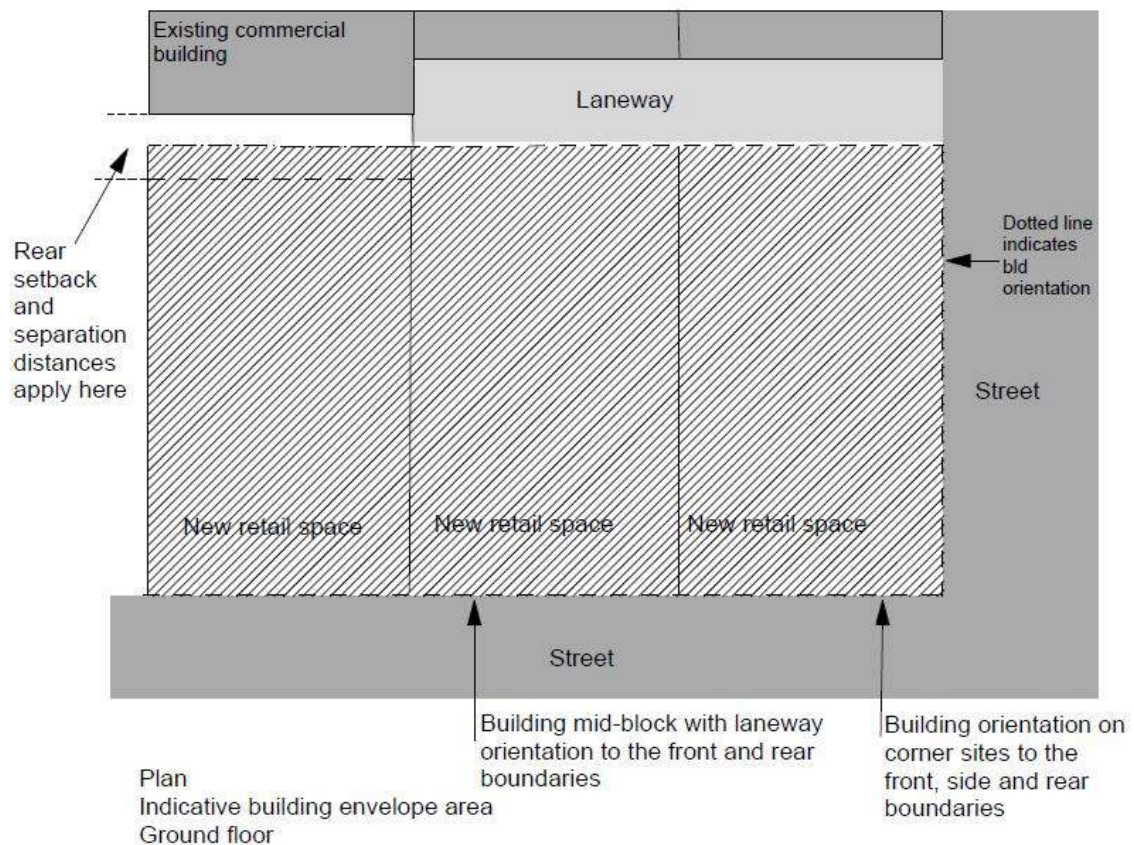 Existing commercial
building
Laneway
Rear
setback
and
separation
distances
apply here
Dotted line
indicates
bld
orientation
Street
New retail space
New retail space
New retail space
Street
Building mid-block with laneway
orientation to the front and rear
boundaries
Building orientation on
corner sites to the
front, side and rear
boundaries
Plan
Indicative building envelope area
Ground floor